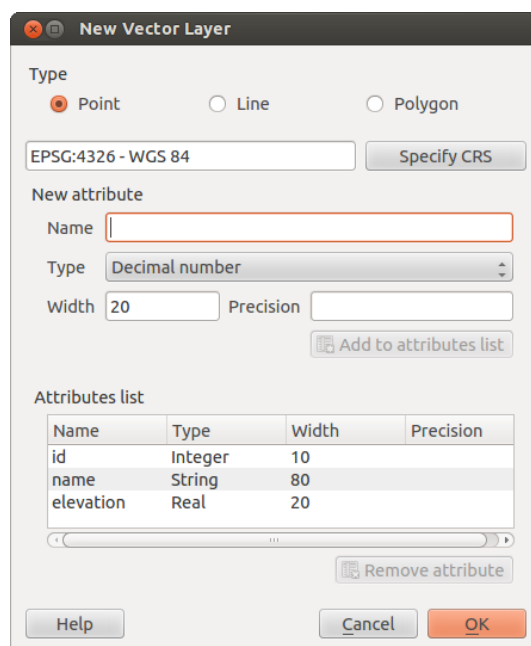 New Vector Layer
Type
Point Line Polygon
EPSG:4326 - WGS 84 Specify CRS
New attribute
Name
Type Decimal number
Width 20 Precision
Add to attributes list
Attributes list
Name Type Width Precision
id Integer 10
name String 80
elevation Real 20
Remove attribute
Help Cancel OK